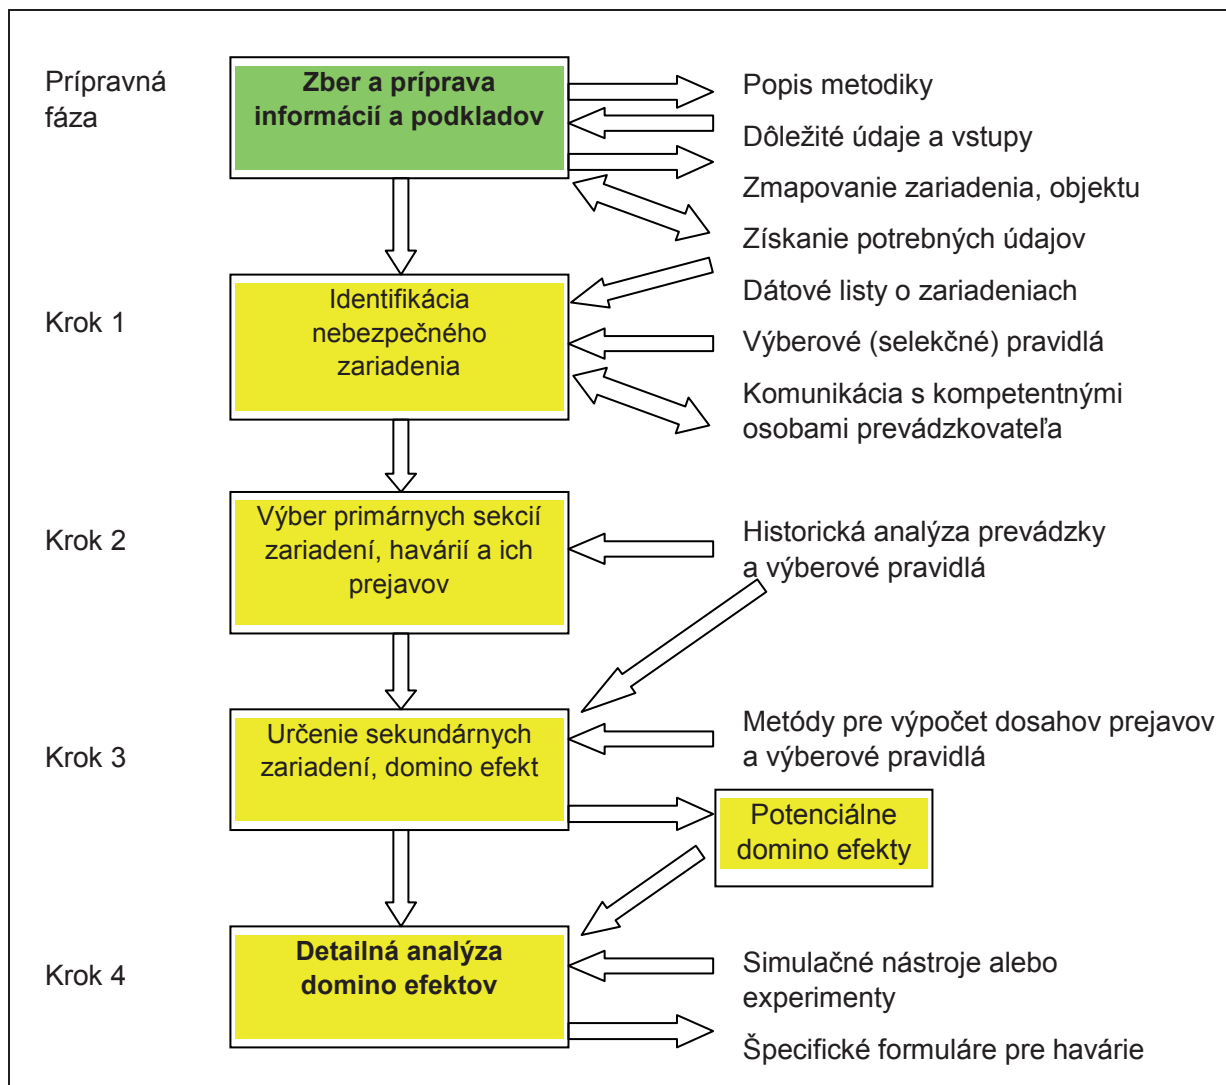 Prípravná
fáza
Zber a príprava
informácií a podkladov
Popis metodiky
Dôležité údaje a vstupy
Zmapovanie zariadenia, objektu
Získanie potrebných údajov
Krok 1
Identifikácia
nebezpečného
zariadenia
Dátové listy o zariadeniach
Výberové (selekčné) pravidlá
Komunikácia s kompetentnými
osobami prevádzkovateľa
Krok 2
Výber primárnych sekcií
zariadení, havárií a ich
prejavov
Historická analýza prevádzky
a výberové pravidlá
Krok 3
Určenie sekundárnych
zariadení, domino efekt
Metódy pre výpočet dosahov prejavov
a výberové pravidlá
Potenciálne
domino efekty
Krok 4
Detailná analýza
domino efektov
Simulačné nástroje alebo
experimenty
Špecifické formuláre pre havárie